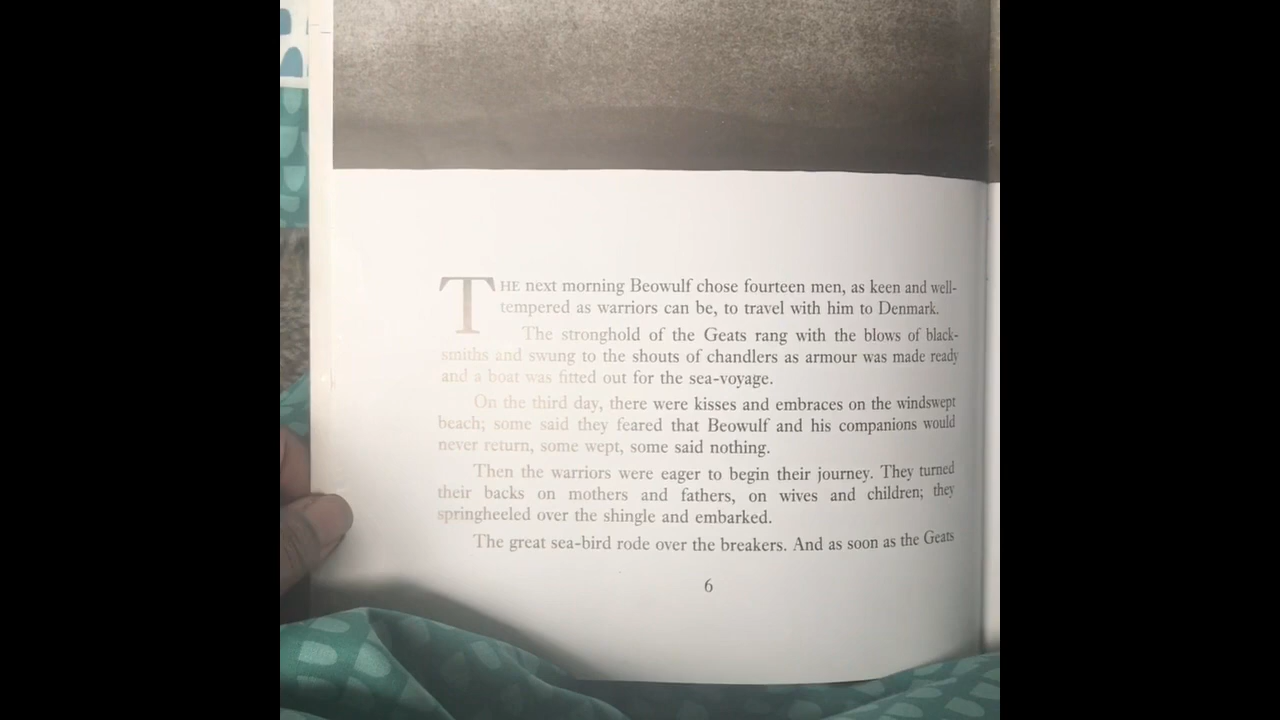 THE next morning Beowulf chose fourteen men, as keen and well-
tempered as warriors can be, to travel with him to Denmark.
The stronghold of the Geats rang with the blows of black-
smiths and swung to the shouts of chandlers as armour was made ready
and a boat was fitted out for the sea-voyage.
On the third day, there were kisses and embraces on the windswept
beach; some said they feared that Beowulf and his companions would
never return, some wept, some said nothing.
Then the warriors were eager to begin their journey. They turned
their backs on mothers and fathers, on wives and children; they
springheeled over the shingle and embarked.
The great sea-bird rode over the breakers. And as soon as the Geats
6